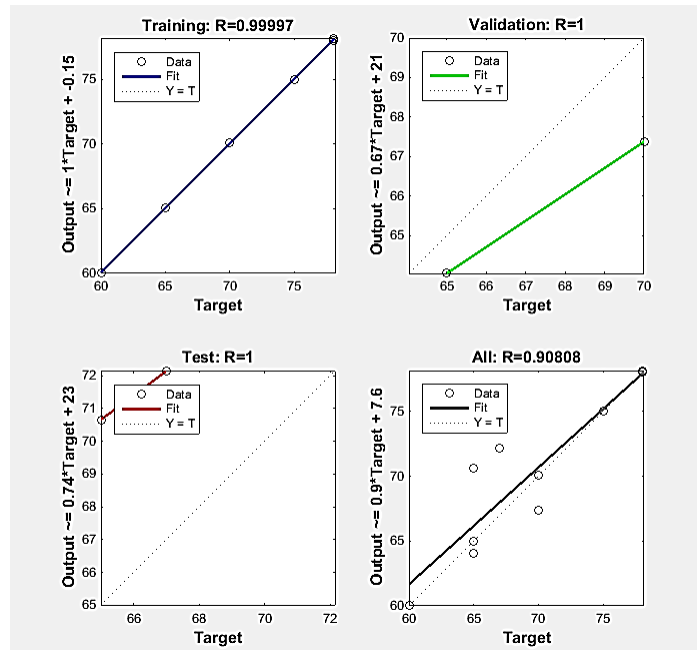 Training: R=0.99997
Output ~= 1*Target + -0.15
Data
Fit
Y = T
75
70
65
60
60
65
70
75
Target
Validation: R=1
Output ~= 0.67*Target + 21
Data
Fit
Y = T
70
69
68
67
66
65
65
66
67
68
69
70
Target
Test: R=1
Output ~= 0.74*Target + 23
Data
Fit
Y = T
72
71
70
69
68
67
66
65
66
68
70
72
Target
All: R=0.90808
Output ~= 0.9*Target + 7.6
Data
Fit
Y = T
75
70
65
60
60
65
70
75
Target